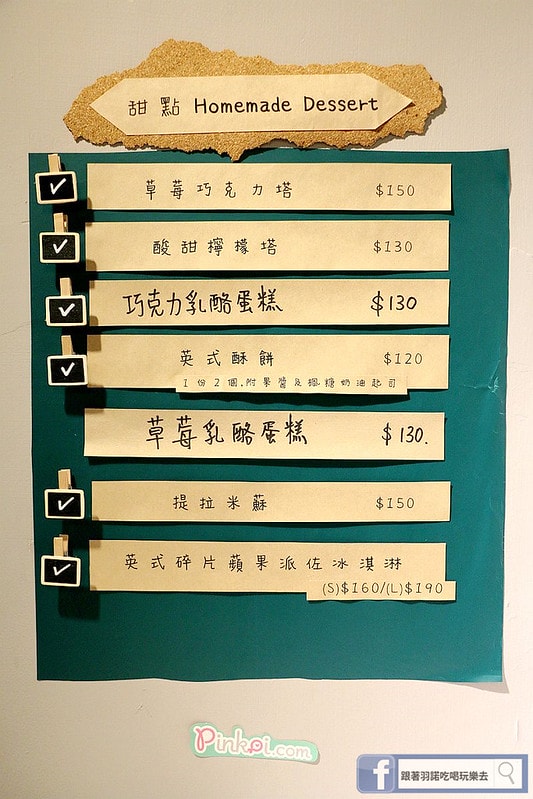 甜點 Homemade Dessert
草莓巧克力塔 $150
酸甜檸檬塔 $130
巧克力乳酪蛋糕 $130
英式酥餅 $120
1份2個.附果醬及楓糖奶油起司
草莓乳酪蛋糕 $130.
提拉米蘇 $150
英式碎片蘋果派佐冰淇淋
(S)$160/(L)$190
Pinkoi.com
f 跟著羽諾吃喝玩樂去